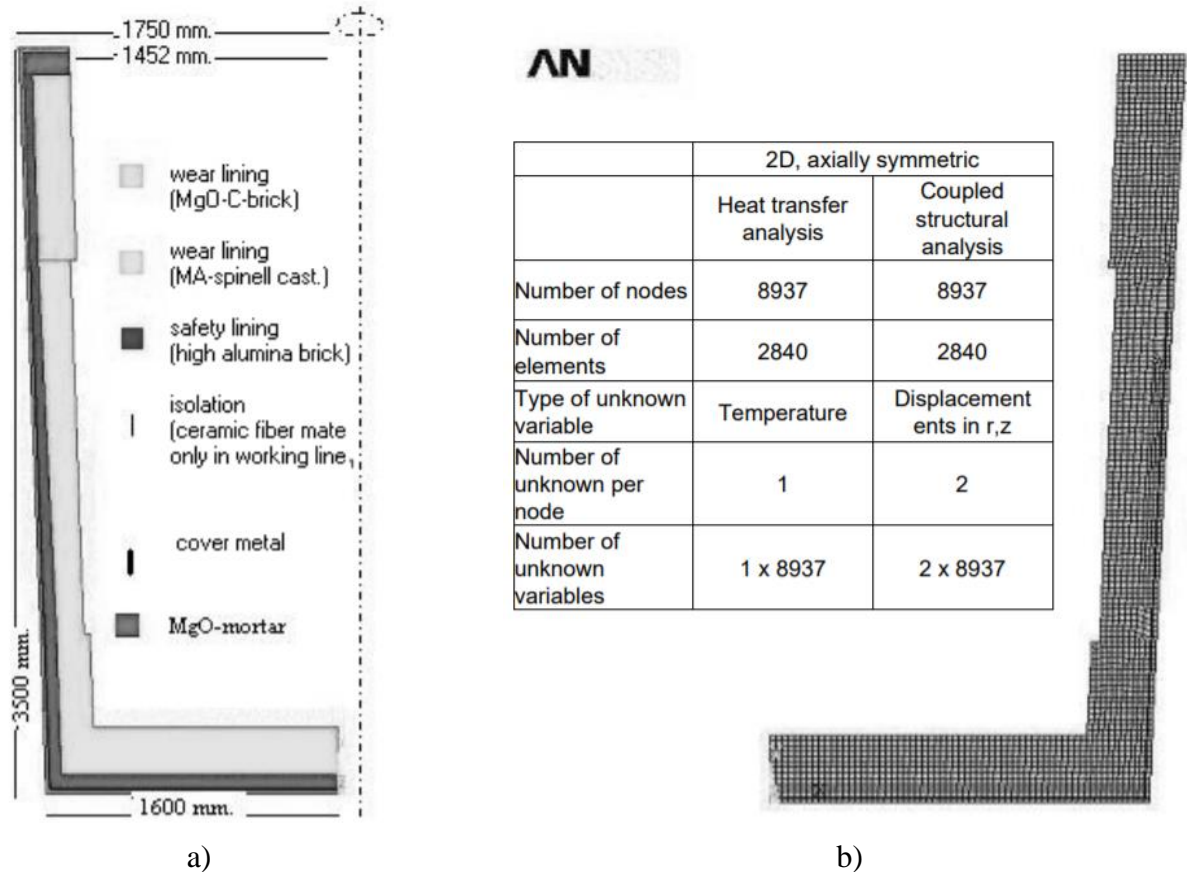 1750 mm.
1452 mm.
wear lining
(MgO-C-brick)
wear lining
(MA-spinell cast.)
safety lining
(high alumina brick)
isolation
(ceramic fiber mate
only in working line,
cover metal
MgO-mortar
3500 mm.
1600 mm.
a)
ΛN
2D, axially symmetric
Heat transfer
analysis
Coupled
structural
analysis
Number of nodes
8937
8937
Number of
elements
2840
2840
Type of unknown
variable
Temperature
Displacement
ents in r,z
Number of
unknown per
node
1
2
Number of
unknown
variables
1 x 8937
2 x 8937
b)